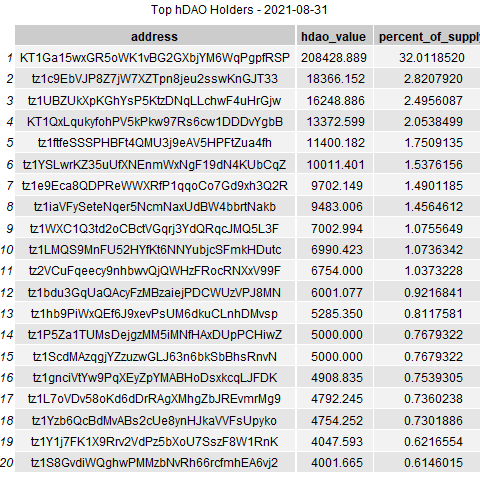 Top hDAO Holders - 2021-08-31
address hdao_value percent_of_supply
1 KT1Ga15wxGR5oWK1vBG2GXbjYM6WqPgpfRSP 208428.889 32.0118520
2 tz1c9EbVJP8Z7jW7XZTpn8jeu2sswKnGJT33 18366.152 2.8207920
3 tz1UBZUkXpKGhYsP5KtzDNqLLchwF4uHrGjw 16248.886 2.4956087
4 KT1QxLqukyfohPV5kPkw97Rs6cw1DDDvYgbB 13372.599 2.0538499
5 tz1ftfeSSSPHBFt4QMU3j9eAV5HPFtZua4fh 11400.182 1.7509135
6 tz1YSLwrKZ35uUfXNEnmWxNgF19dN4KUbCqZ 10011.401 1.5376156
7 tz1e9Eca8QDPReWWXRfP1qqoCo7Gd9xh3Q2R 9702.149 1.4901185
8 tz1iaVFySeteNqer5NcmNaxUdBW4bbrtNakb 9483.006 1.4564612
9 tz1WXC1Q3td2oCBctVGqrj3YdQRqcJMQ5L3F 7002.994 1.0755649
10 tz1LMQS9MnFU52HYfKt6NNYubjcSFmkHDutc 6990.423 1.0736342
11 tz2VCuFqeecy9nhbwvQjQWHzFRocRNXxV99F 6754.000 1.0373228
12 tz1bdu3GqUaQAcyFzMBzaiejPDCWUzVPJ8MN 6001.077 0.9216841
13 tz1hb9PiWxQEf6J9xevPsUM6dkuCLnhDMvsp 5285.350 0.8117581
14 tz1P5Za1TUMsDejgzMM5iMNfHAxDUpPCHiwZ 5000.000 0.7679322
15 tz1ScdMAzqgjYZzuzwGLJ63n6bkSbBhsRnvN 5000.000 0.7679322
16 tz1gnciVtYw9PqXEyZpYMABHoDsxkcqLJFDK 4908.835 0.7539305
17 tz1L7oVDv58oKd6dDrRAgXMhgZbJREvmrMg9 4792.245 0.7360238
18 tz1Yzb6QcBdMvABs2cUe8ynHJkaVVFsUpyko 4754.252 0.7301886
19 tz1Y1j7FK1X9Rrv2VdPz5bXoU7SszF8W1RnK 4047.593 0.6216554
20 tz1S8GvdiWQghwPMMzbNvRh66rcfmhEA6vj2 4001.665 0.6146015